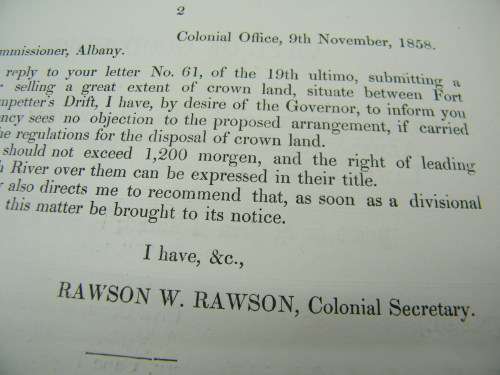 2
Colonial Office, 9th November, 1858.
mmissioner, Albany.
reply to your letter No. 61, of the 19th ultimo, submitting a
selling a great extent of crown land, situate between Fort
mpetter's Drift, I have, by desire of the Governor, to inform you
ency sees no objection to the proposed arrangement, if carried
he regulations for the disposal of crown land.
should not exceed 1,200 morgen, and the right of leading
h River over them can be expressed in their title.
also directs me to recommend that, as soon as a divisional
this matter be brought to its notice.
I have, &c.,
RAWSON W. RAWSON, Colonial Secretary.